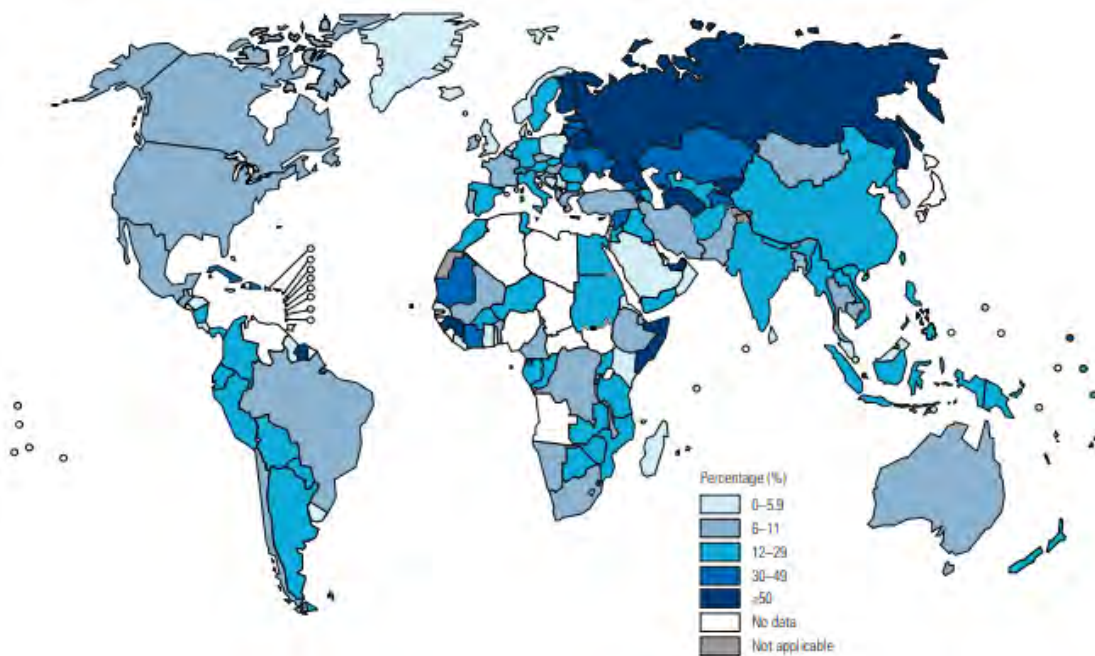 Percentage (%)
0–5.9
6–11
12–29
30–49
≥50
No data
Not applicable